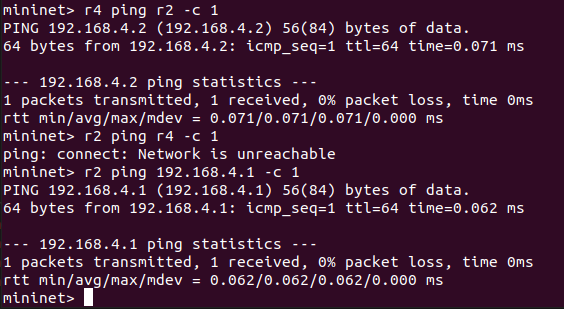 mininet> r4 ping r2 -c 1
PING 192.168.4.2 (192.168.4.2) 56(84) bytes of data.
64 bytes from 192.168.4.2: icmp_seq=1 ttl=64 time=0.071 ms

--- 192.168.4.2 ping statistics ---
1 packets transmitted, 1 received, 0% packet loss, time 0ms
rtt min/avg/max/mdev = 0.071/0.071/0.071/0.000 ms
mininet> r2 ping r4 -c 1
ping: connect: Network is unreachable
mininet> r2 ping 192.168.4.1 -c 1
PING 192.168.4.1 (192.168.4.1) 56(84) bytes of data.
64 bytes from 192.168.4.1: icmp_seq=1 ttl=64 time=0.062 ms

--- 192.168.4.1 ping statistics ---
1 packets transmitted, 1 received, 0% packet loss, time 0ms
rtt min/avg/max/mdev = 0.062/0.062/0.062/0.000 ms
mininet>